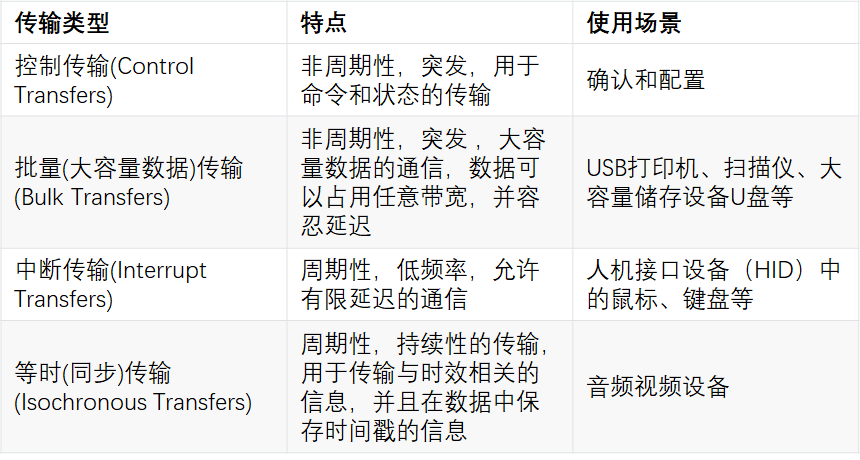 传输类型
特点
使用场景
控制传输(Control
Transfers)
非周期性，突发，用于
命令和状态的传输
确认和配置
批量(大容量数据)传输
(Bulk Transfers)
非周期性，突发 ，大容
量数据的通信，数据可
以占用任意带宽，并容
忍延迟
USB打印机、扫描仪、大
容量储存设备U盘等
中断传输(Interrupt
Transfers)
周期性，低频率，允许
有限延迟的通信
人机接口设备（HID）中
的鼠标、键盘等
等时(同步)传输
(Isochronous Transfers)
周期性，持续性的传输，
用于传输与时效相关的
信息，并且在数据中保
存时间戳的信息
音频视频设备